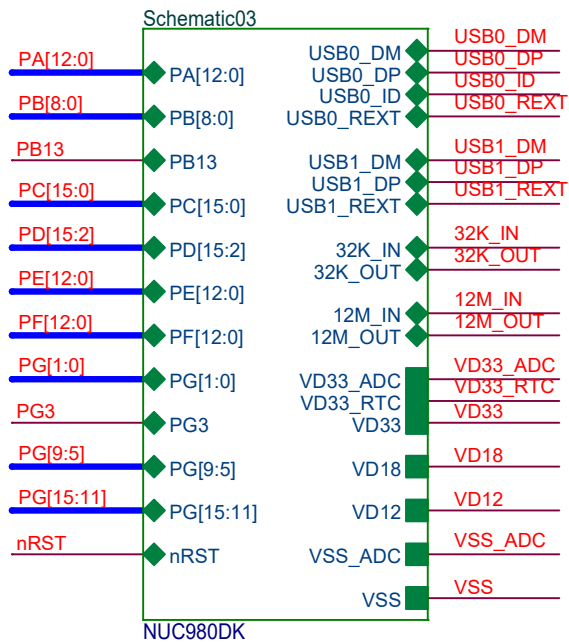 Schematic03
PA[12:0]
PA[12:0]
PB[8:0]
PB[8:0]
PB13
PB13
PC[15:0]
PC[15:0]
PD[15:2]
PD[15:2]
PE[12:0]
PE[12:0]
PF[12:0]
PF[12:0]
PG[1:0]
PG[1:0]
PG3
PG3
PG[9:5]
PG[9:5]
PG[15:11]
PG[15:11]
nRST
nRST
USB0_DM
USB0_DM
USB0_DP
USB0_DP
USB0_ID
USB0_ID
USB0_REXT
USB0_REXT
USB1_DM
USB1_DM
USB1_DP
USB1_DP
USB1_REXT
USB1_REXT
32K_IN
32K_IN
32K_OUT
32K_OUT
12M_IN
12M_IN
12M_OUT
12M_OUT
VD33_ADC
VD33_ADC
VD33_RTC
VD33_RTC
VD33
VD33
VD18
VD18
VD12
VD12
VSS_ADC
VSS_ADC
VSS
VSS
NUC980DK